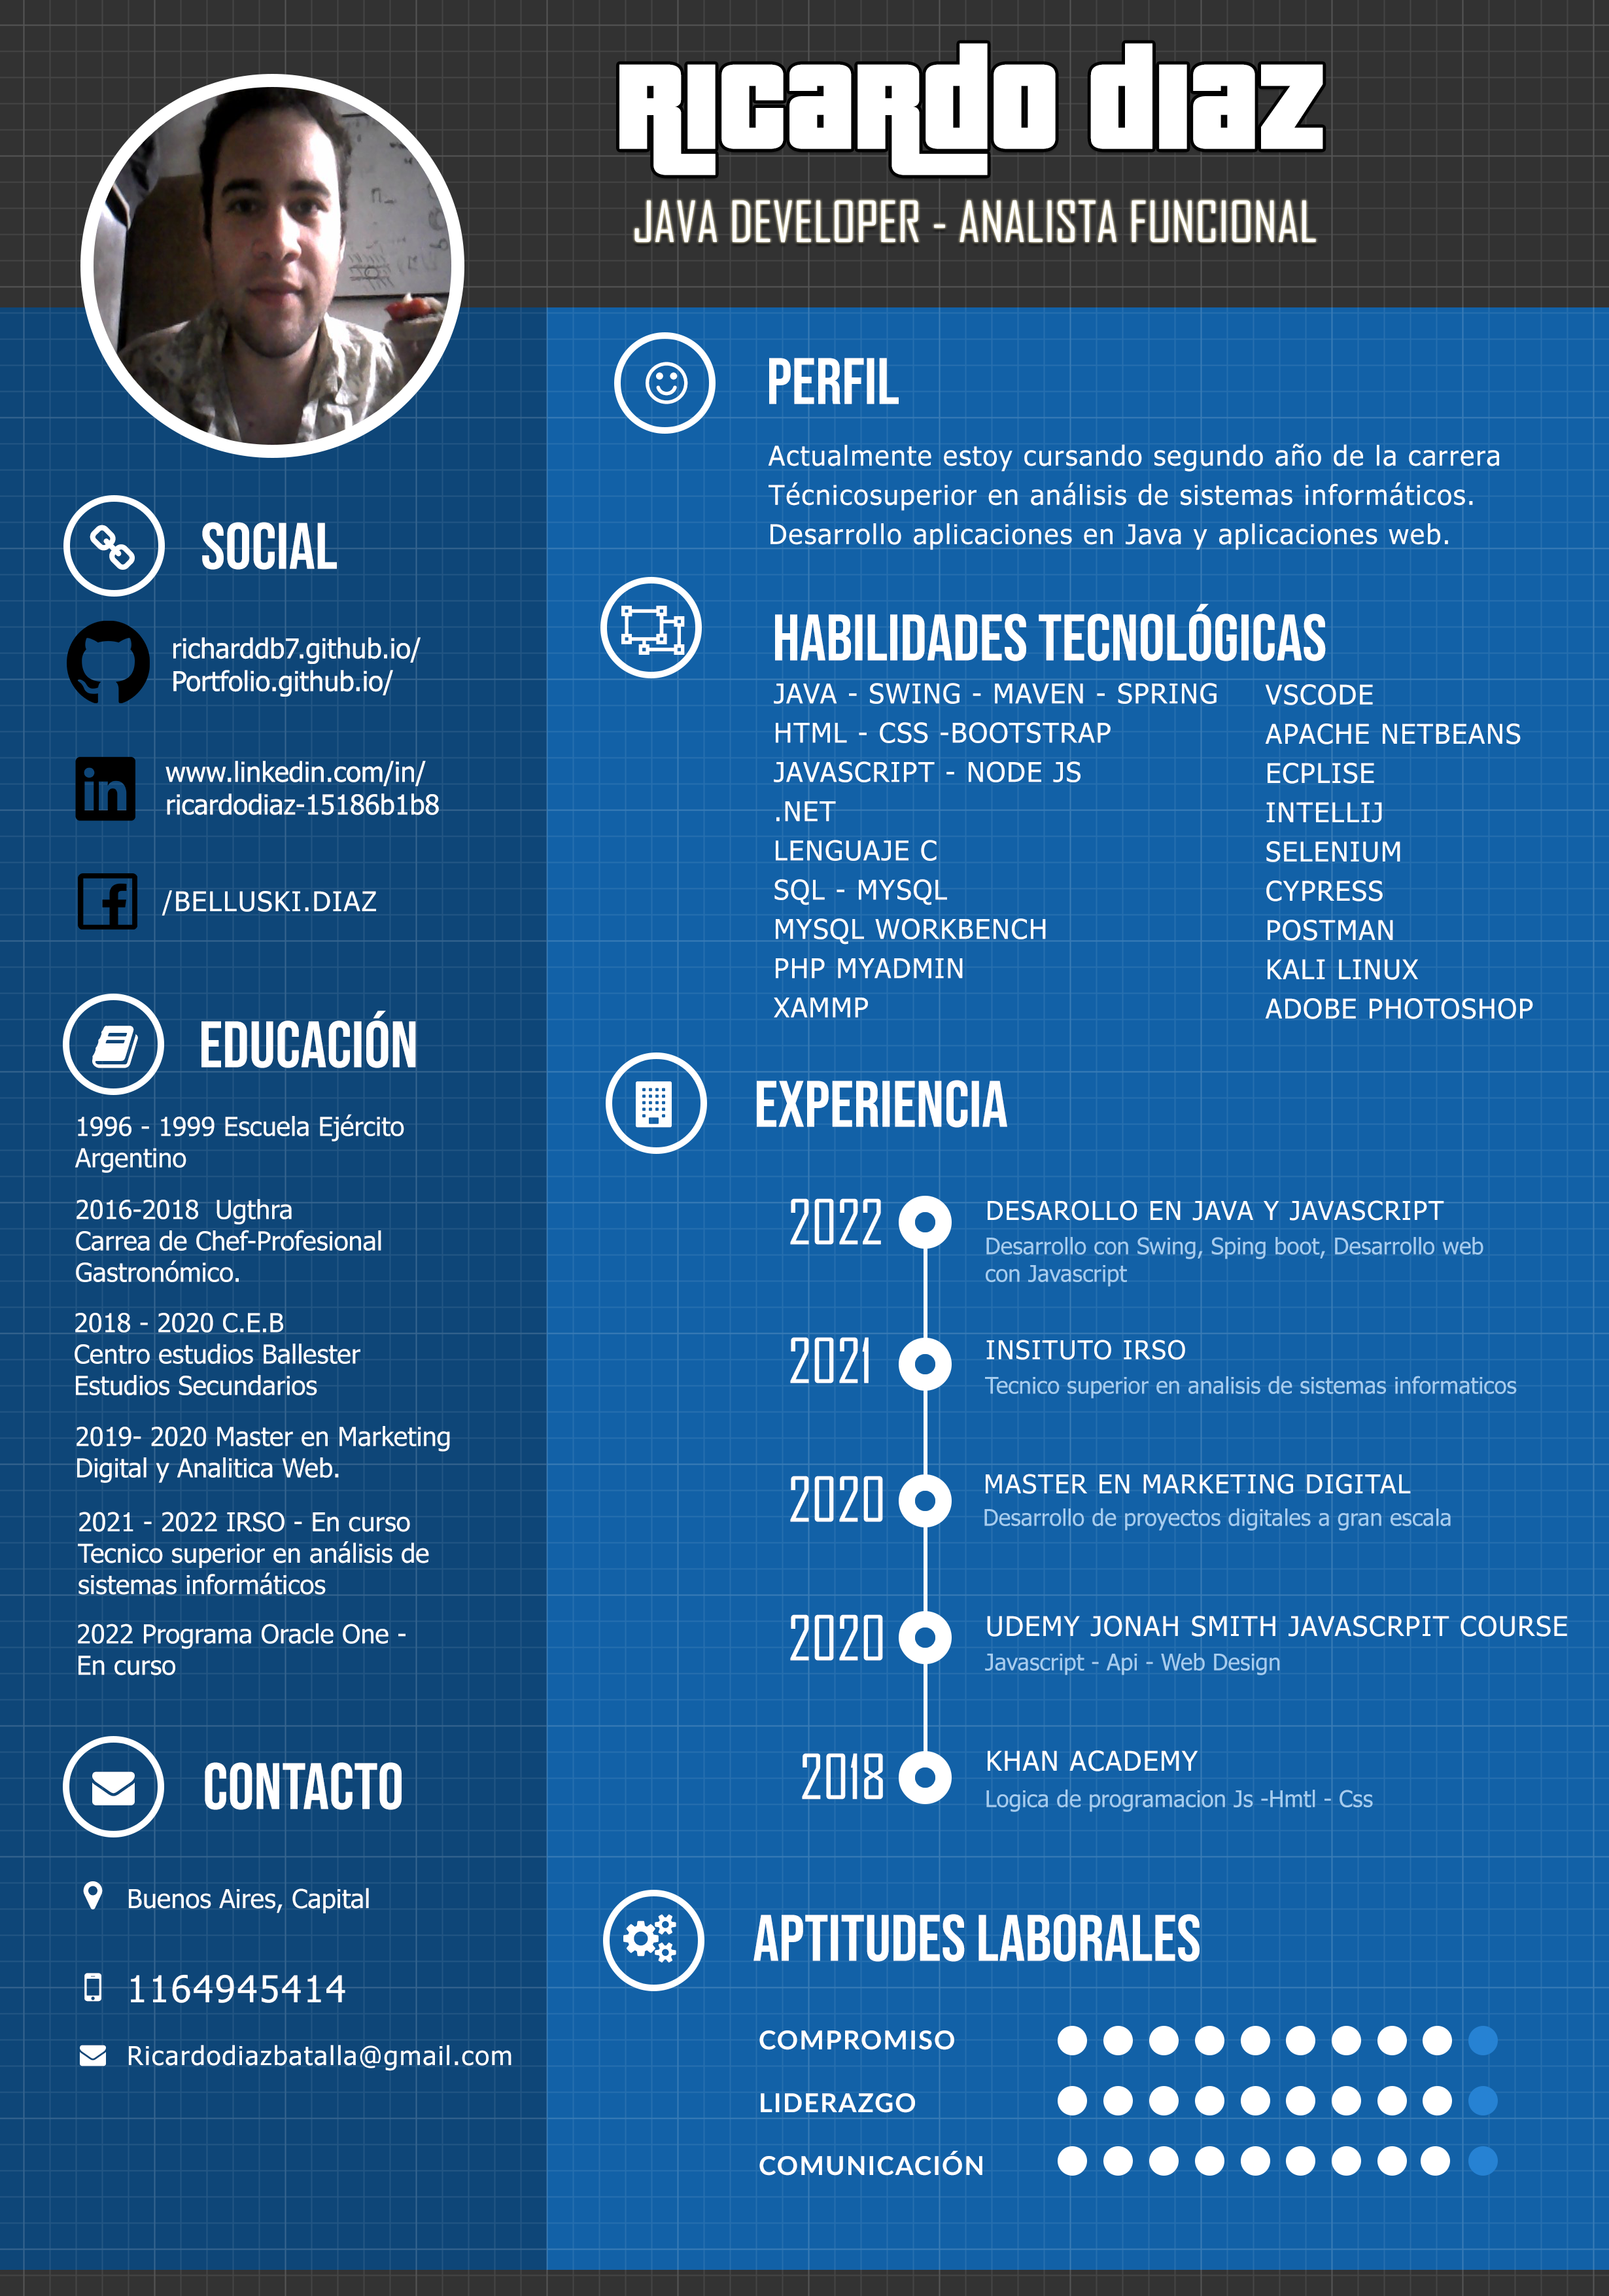 RICARDO DIAZ
JAVA DEVELOPER - ANALISTA FUNCIONAL
SOCIAL
richarddb7.github.io/
Portfolio.github.io/
in
www.linkedin.com/in/
ricardodiaz-15186b1b8
f
/BELLUSKI.DIAZ
EDUCACIÓN
1996 - 1999 Escuela Ejército
Argentino
2016-2018  Ugthra
Carrea de Chef-Profesional
Gastronómico.
2018 - 2020 C.E.B
Centro estudios Ballester
Estudios Secundarios
2019- 2020 Master en Marketing
Digital y Analitica Web.
2021 - 2022 IRSO - En curso
Tecnico superior en análisis de
sistemas informáticos
2022 Programa Oracle One -
En curso
CONTACTO
Buenos Aires, Capital
1164945414
Ricardodiazbatalla@gmail.com
PERFIL
Actualmente estoy cursando segundo año de la carrera
Técnicosuperior en análisis de sistemas informáticos.
Desarrollo aplicaciones en Java y aplicaciones web.
HABILIDADES TECNOLÓGICAS
JAVA - SWING - MAVEN - SPRING
HTML - CSS -BOOTSTRAP
JAVASCRIPT - NODE JS
.NET
LENGUAJE C
SQL - MYSQL
MYSQL WORKBENCH
PHP MYADMIN
XAMMP
VSCODE
APACHE NETBEANS
ECPLISE
INTELLIJ
SELENIUM
CYPRESS
POSTMAN
KALI LINUX
ADOBE PHOTOSHOP
EXPERIENCIA
2022 DESAROLLO EN JAVA Y JAVASCRIPT
Desarrollo con Swing, Sping boot, Desarrollo web
con Javascript
2021 INSITUTO IRSO
Tecnico superior en analisis de sistemas informaticos
2020 MASTER EN MARKETING DIGITAL
Desarrollo de proyectos digitales a gran escala
2020 UDEMY JONAH SMITH JAVASCRPIT COURSE
Javascript - Api - Web Design
2018 KHAN ACADEMY
Logica de programacion Js -Hmtl - Css
APTITUDES LABORALES
COMPROMISO
LIDERAZGO
COMUNICACIÓN